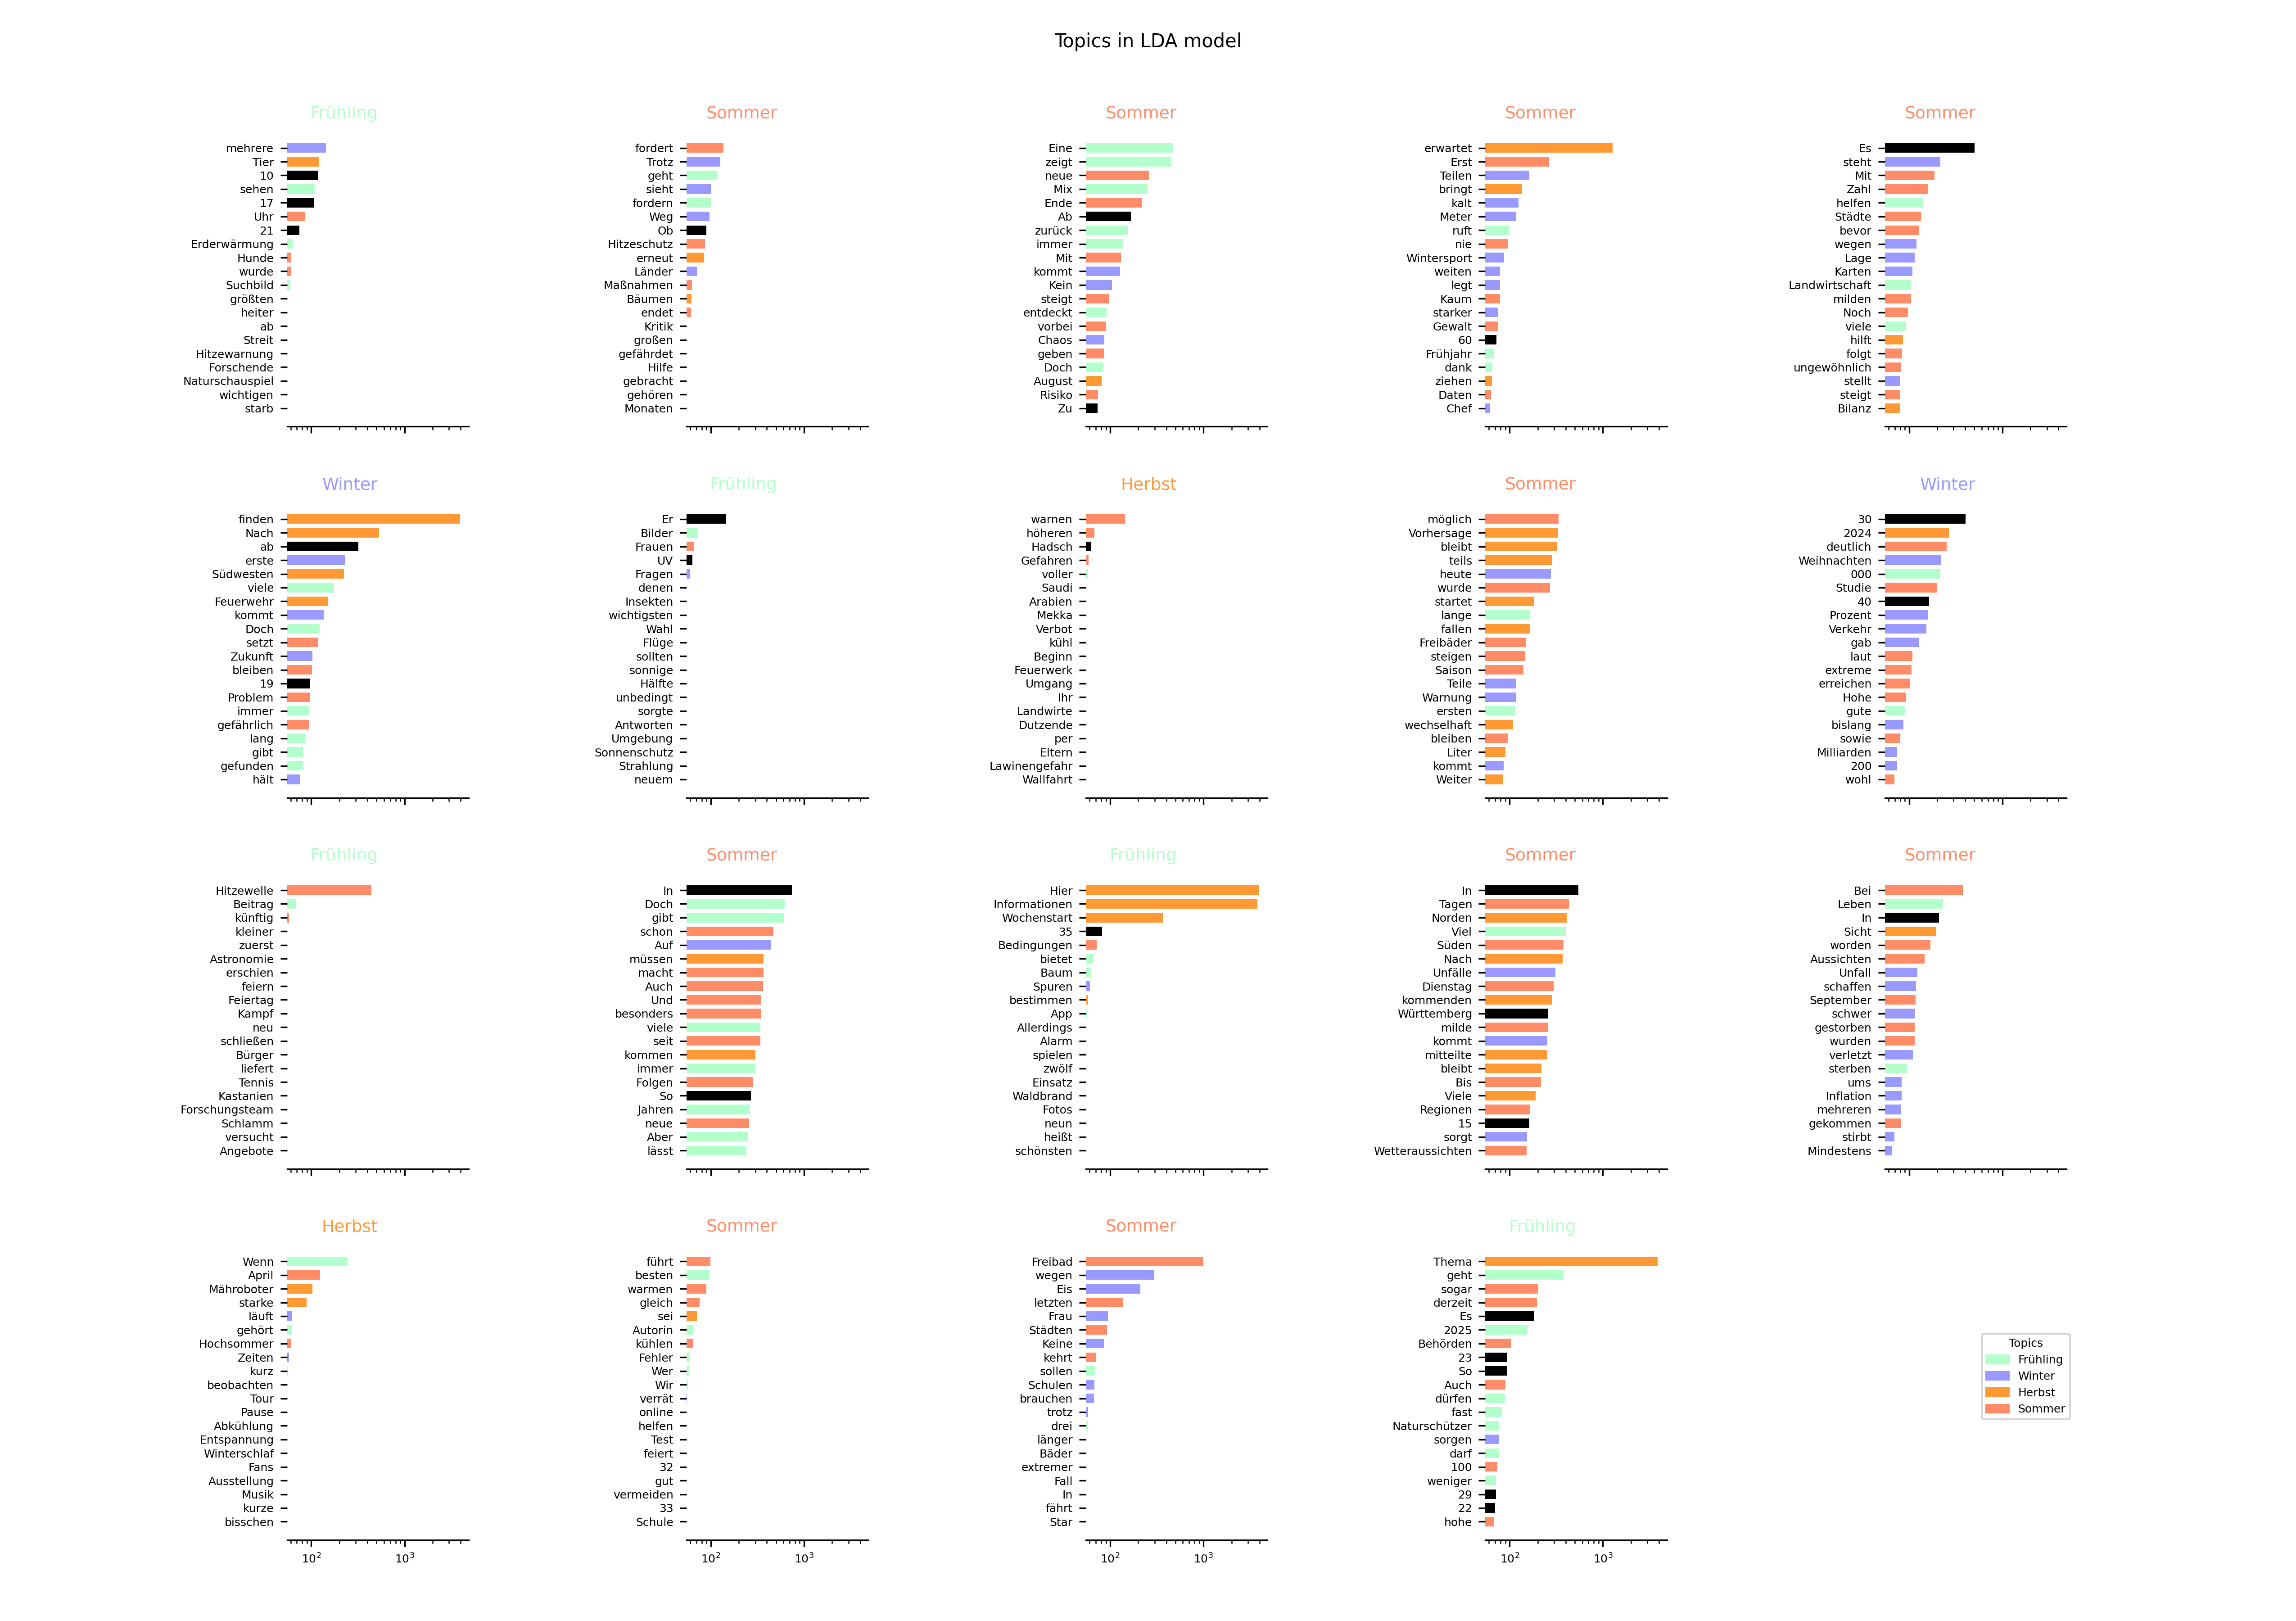 Topics in LDA model
Frühling
mehrere
Tier
10
sehen
17
Uhr
21
Erderwärmung
Hunde
wurde
Suchbild
größten
heiter
ab
Streit
Hitzewarnung
Forschende
Naturschauspiel
wichtigen
starb
Sommer
fordert
Trotz
geht
sieht
fordern
Weg
Ob
Hitzeschutz
erneut
Länder
Maßnahmen
Bäumen
endet
Kritik
großen
gefährdet
Hilfe
gebracht
gehören
Monaten
Sommer
Eine
zeigt
neue
Mix
Ende
Ab
zurück
immer
Mit
kommt
Kein
steigt
entdeckt
vorbei
Chaos
geben
Doch
August
Risiko
Zu
Sommer
erwartet
Erst
Teilen
bringt
kalt
Meter
ruft
nie
Wintersport
weiten
legt
Kaum
starker
Gewalt
60
Frühjahr
dank
ziehen
Daten
Chef
Sommer
Es
steht
Mit
Zahl
helfen
Städte
bevor
wegen
Lage
Karten
Landwirtschaft
milden
Noch
viele
hilft
folgt
ungewöhnlich
stellt
steigt
Bilanz
Winter
finden
Nach
ab
erste
Südwesten
viele
Feuerwehr
kommt
Doch
setzt
Zukunft
bleiben
19
Problem
immer
gefährlich
lang
gibt
gefunden
hält
Frühling
Er
Bilder
Frauen
UV
Fragen
denen
Insekten
wichtigsten
Wahl
Flüge
sollten
sonnige
Hälfte
unbedingt
sorgte
Antworten
Umgebung
Sonnenschutz
Strahlung
neuem
Herbst
warnen
höheren
Hadsch
Gefahren
voller
Saudi
Arabien
Mekka
Verbot
kühl
Beginn
Feuerwerk
Umgang
Ihr
Landwirte
Dutzende
per
Eltern
Lawinengefahr
Wallfahrt
Sommer
möglich
Vorhersage
bleibt
teils
heute
wurde
startet
lange
fallen
Freibäder
steigen
Saison
Teile
Warnung
ersten
wechselhaft
bleiben
Liter
kommt
Weiter
Winter
30
2024
deutlich
Weihnachten
000
Studie
40
Prozent
Verkehr
gab
laut
extreme
erreichen
Hohe
gute
bislang
sowie
Milliarden
200
wohl
Frühling
Hitzewelle
Beitrag
künftig
kleiner
zuerst
Astronomie
erschien
feiern
Feiertag
Kampf
neu
schließen
Bürger
liefert
Tennis
Kastanien
Forschungsteam
Schlamm
versucht
Angebote
Sommer
In
Doch
gibt
schon
Auf
müssen
macht
Auch
Und
besonders
viele
seit
kommen
immer
Folgen
So
Jahren
neue
Aber
lässt
Frühling
Hier
Informationen
Wochenstart
35
Bedingungen
bietet
Baum
Spuren
bestimmen
App
Allerdings
Alarm
spielen
zwölf
Einsatz
Waldbrand
Fotos
neun
heißt
schönsten
Sommer
In
Tagen
Norden
Viel
Süden
Nach
Unfälle
Dienstag
kommenden
Württemberg
milde
kommt
mitteilte
bleibt
Bis
Viele
Regionen
15
sorgt
Wetteraussichten
Sommer
Bei
Leben
In
Sicht
worden
Aussichten
Unfall
schaffen
September
schwer
gestorben
wurden
verletzt
sterben
ums
Inflation
mehreren
gekommen
stirbt
Mindestens
Herbst
Wenn
April
Mähroboter
starke
läuft
gehört
Hochsommer
Zeiten
kurz
beobachten
Tour
Pause
Abkühlung
Entspannung
Winterschlaf
Fans
Ausstellung
Musik
kurze
bisschen
10²
10³
Sommer
führt
besten
warmen
gleich
sei
Autorin
kühlen
Fehler
Wer
Wir
verrät
online
helfen
Test
feiert
32
gut
vermeiden
33
Schule
10²
10³
Sommer
Freibad
wegen
Eis
letzten
Frau
Städten
Keine
kehrt
sollen
Schulen
brauchen
trotz
drei
länger
Bäder
extremer
Fall
In
fährt
Star
10²
10³
Frühling
Thema
geht
sogar
derzeit
Es
2025
Behörden
23
So
Auch
dürfen
fast
Naturschützer
sorgen
darf
100
weniger
29
22
hohe
10²
10³
Topics
Frühling
Winter
Herbst
Sommer